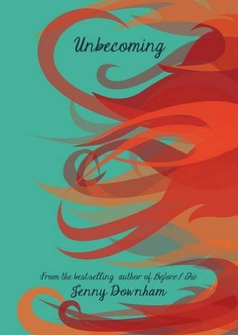 Unbecoming
From the bestselling author of Before I Die
Jenny Downham